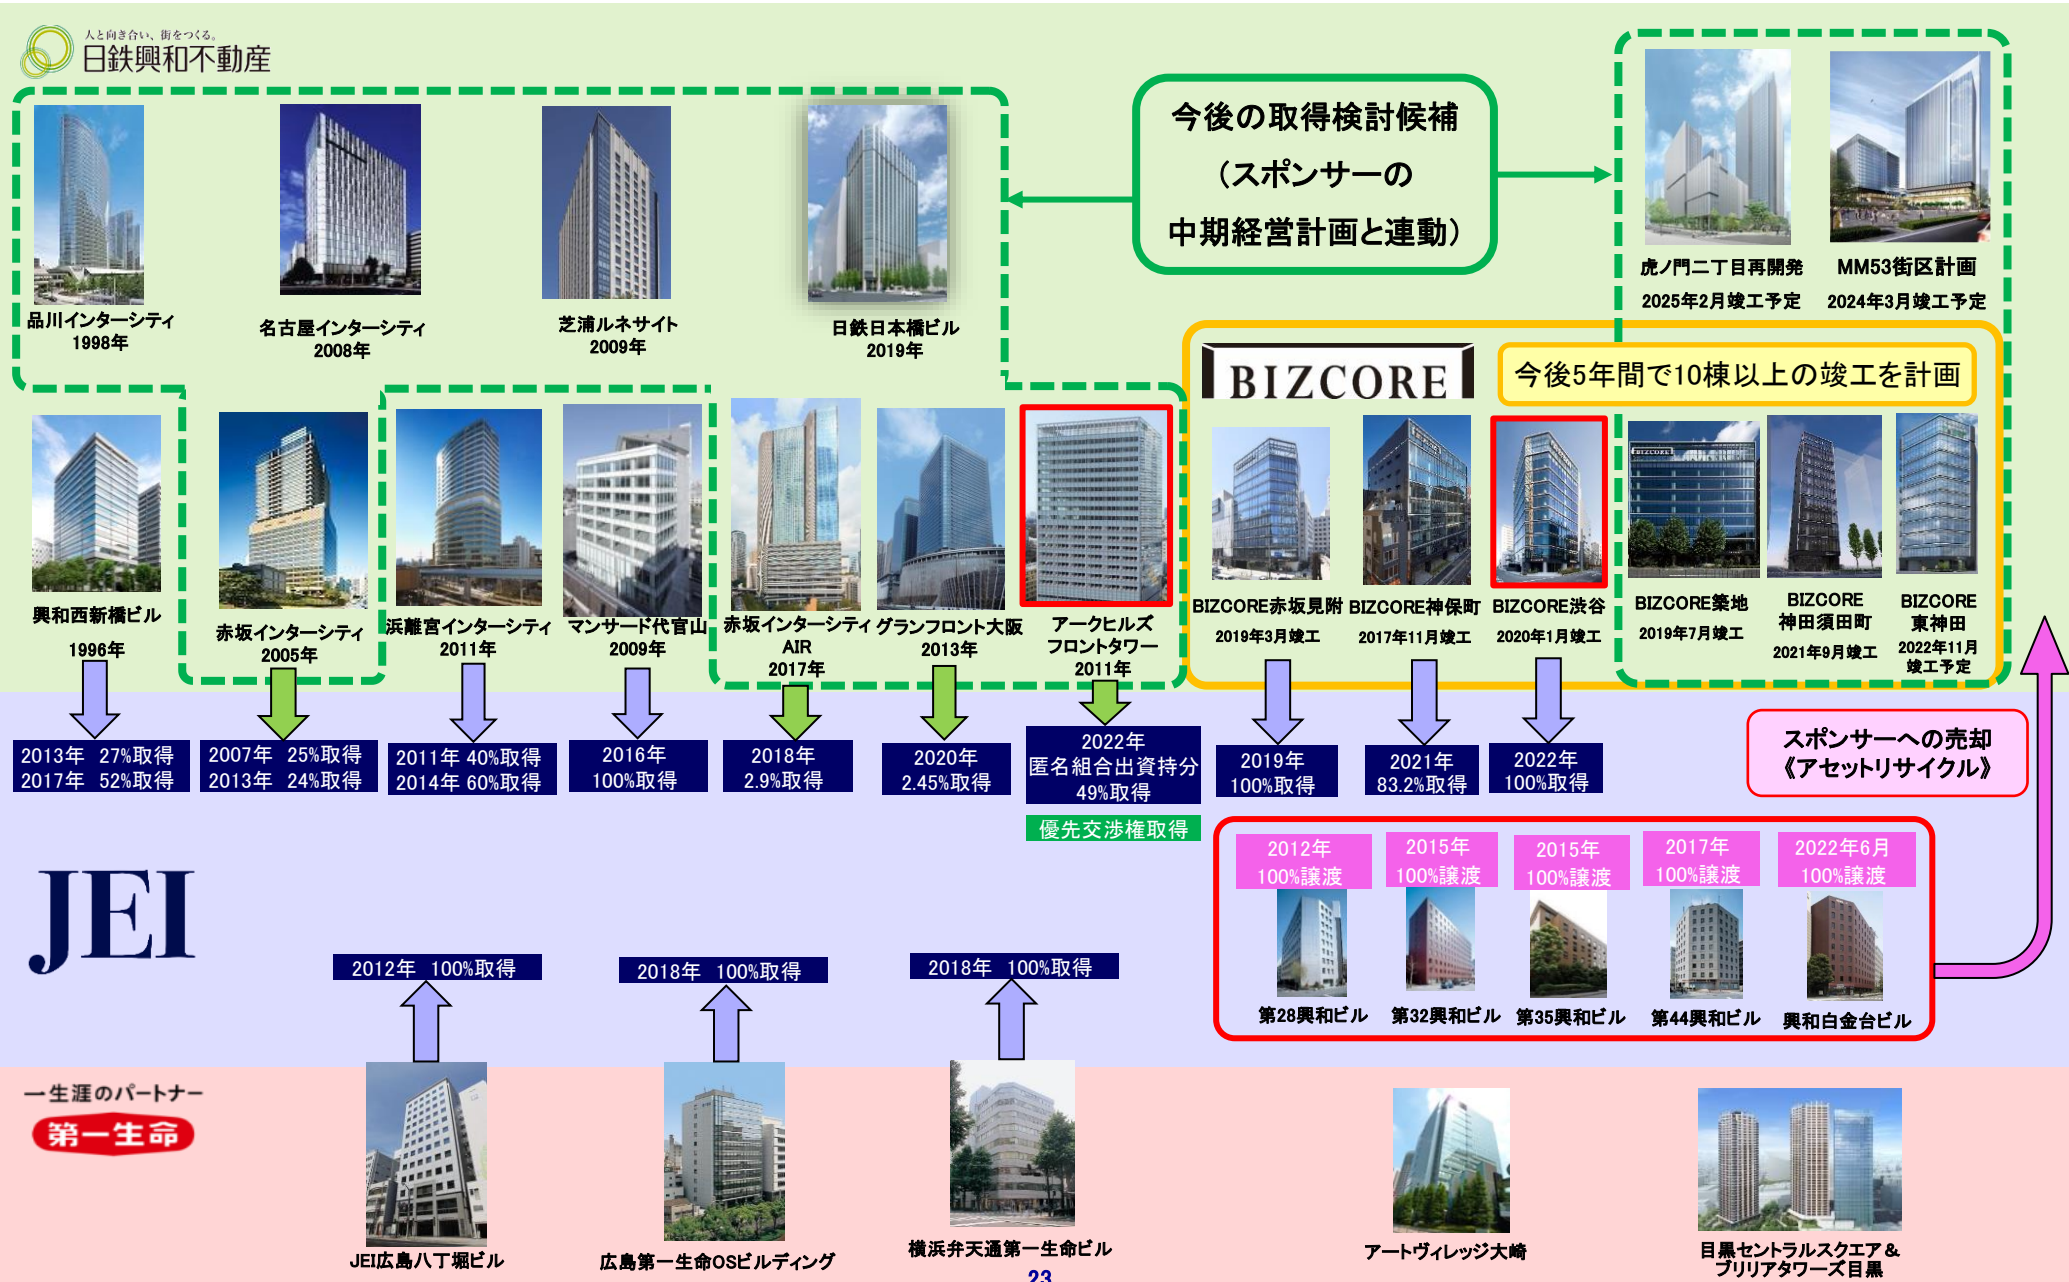 人と向き合い、街をつくる。
日鉄興和不動産
今後の取得検討候補
（スポンサーの
中期経営計画と連動）
品川インターシティ
1998年
名古屋インターシティ
2008年
芝浦ルネサイト
2009年
日鉄日本橋ビル
2019年
虎ノ門二丁目再開発
2025年2月竣工予定
MM53街区計画
2024年3月竣工予定
BIZCORE
今後5年間で10棟以上の竣工を計画
興和西新橋ビル
1996年
赤坂インターシティ
2005年
浜離宮インターシティ
2011年
マンサード代官山
2009年
赤坂インターシティ
AIR
2017年
グランフロント大阪
2013年
アークヒルズ
フロントタワー
2011年
BIZCORE赤坂見附
2019年3月竣工
BIZCORE神保町
2017年11月竣工
BIZCORE渋谷
2020年1月竣工
BIZCORE
BIZCORE築地
2019年7月竣工
BIZCORE
神田須田町
2021年9月竣工
BIZCORE
東神田
2022年11月
竣工予定
2013年 27%取得
2017年 52%取得
2007年 25%取得
2013年 24%取得
2011年 40%取得
2014年 60%取得
2016年
100%取得
2018年
2.9%取得
2020年
2.45%取得
2022年
匿名組合出資持分
49%取得
優先交渉権取得
2019年
100%取得
2021年
83.2%取得
2022年
100%取得
スポンサーへの売却
《アセットリサイクル》
2012年
100%譲渡
2015年
100%譲渡
2015年
100%譲渡
2017年
100%譲渡
2022年6月
100%譲渡
第28興和ビル
第32興和ビル
第35興和ビル
第44興和ビル
興和白金台ビル
JEI
2012年 100%取得
2018年 100%取得
2018年 100%取得
一生涯のパートナー
第一生命
JEI広島八丁堀ビル
広島第一生命OSビルディング
横浜弁天通第一生命ビル
アートヴィレッジ大崎
目黒セントラルスクエア＆
ブリリアタワーズ目黒
23